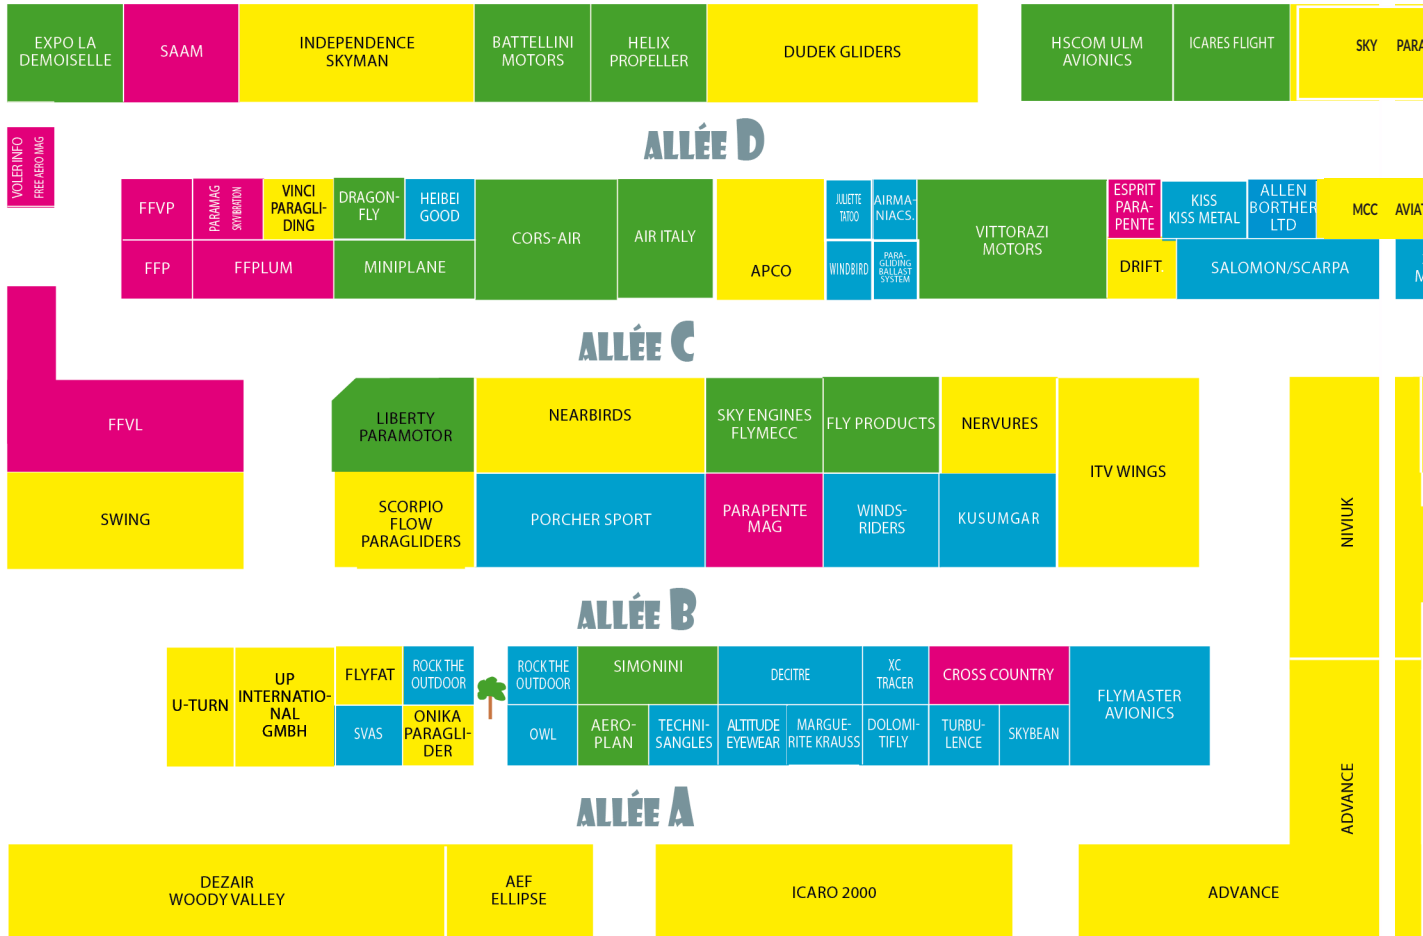 EXPO LA
DEMOISELLE
SAAM
INDEPENDENCE
SKYMAN
BATTELLINI
MOTORS
HELIX
PROPELLER
DUDEK GLIDERS
HSCOM ULM
AVIONICS
ICARES FLIGHT
SKY PARA
ALLÉE D
VOLER INFO
FREE AERO MAG
FFVP
PARAMAG
SKYVIBRATION
VINCI
PARAGLI-
DING
DRAGON-
FLY
HEIBEI
GOOD
CORS-AIR
AIR ITALY
APCO
JULIETTE
TATOO
AIRMA-
NIACS.
VITTORAZI
MOTORS
ESPRIT
PARA-
PENTE
KISS
KISS METAL
ALLEN
BORTHER
LTD
MCC AVIAT
FFP
FFPLUM
MINIPLANE
WINDBIRD
PARA-
GLIDING
BALLAST
SYSTEM
DRIFT
SALOMON/SCARPA
M
ALLÉE C
FFVL
LIBERTY
PARAMOTOR
NEARBIRDS
SKY ENGINES
FLYMECC
FLY PRODUCTS
NERVURES
ITV WINGS
SWING
SCORPIO
FLOW
PARAGLIDERS
PORCHER SPORT
PARAPENTE
MAG
WINDS-
RIDERS
KUSUMGAR
NIVIUK
ALLÉE B
U-TURN
UP
INTERNATIO-
NAL
GMBH
FLYFAT
ROCK THE
OUTDOOR
ROCK THE
OUTDOOR
SIMONINI
DECITRE
XC
TRACER
CROSS COUNTRY
FLYMASTER
AVIONICS
SVAS
ONIKA
PARAGLI-
DER
OWL
AERO-
PLAN
TECHNI-
SANGLES
ALTITUDE
EYEWEAR
MARGUE-
RITE KRAUSS
DOLOMI-
TIFLY
TURBU-
LENCE
SKYBEAN
ALLÉE A
ADVANCE
DEZAIR
WOODY VALLEY
AEF
ELLIPSE
ICARO 2000
ADVANCE